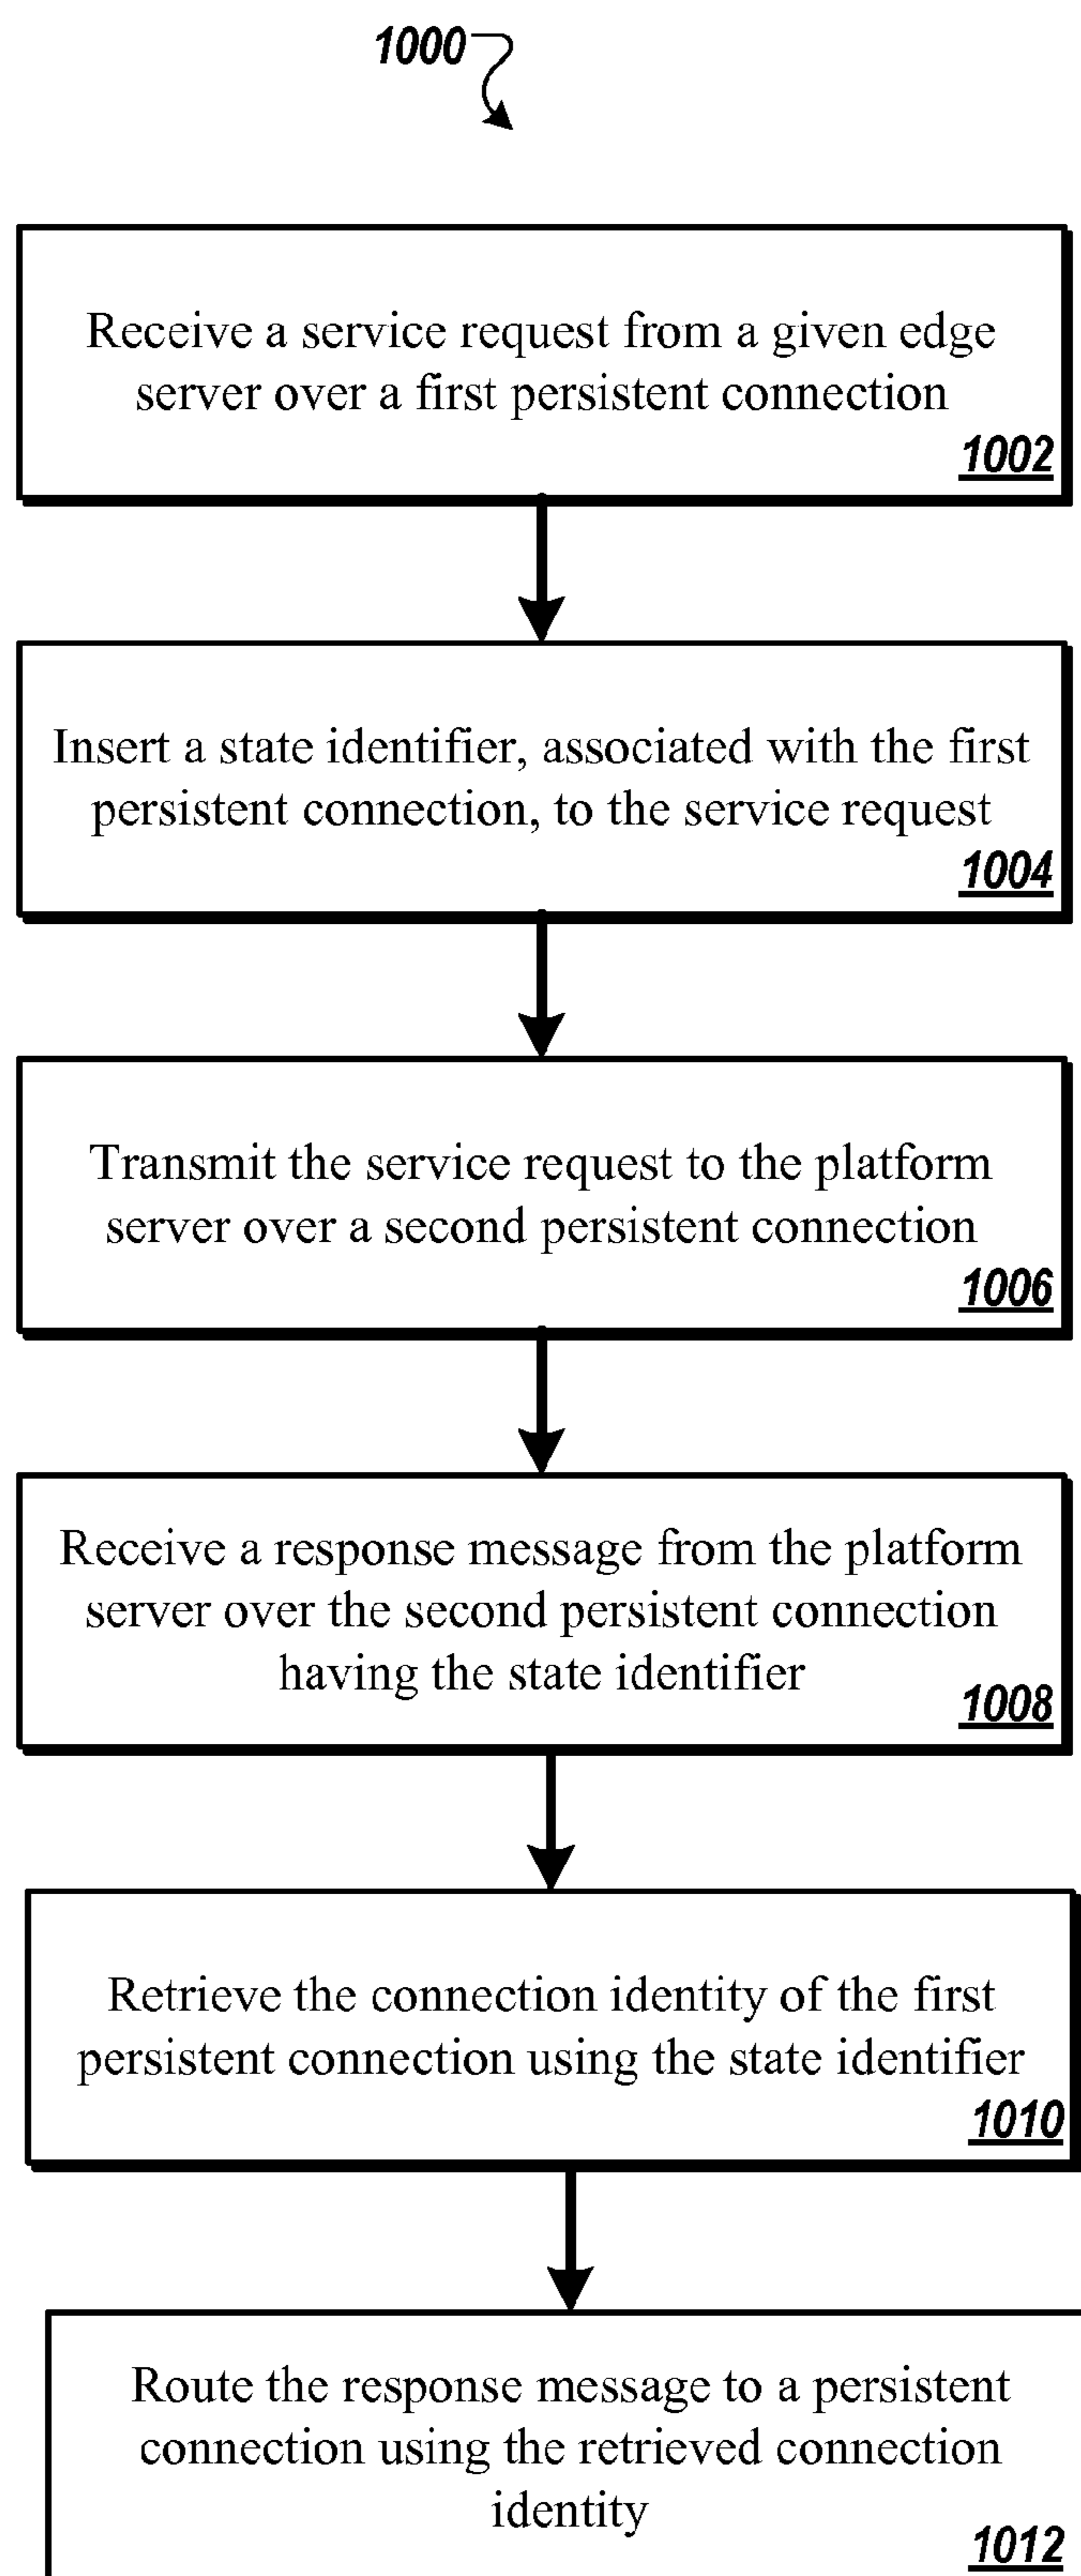 1000
Receive a service request from a given edge
server over a first persistent connection
1002
Insert a state identifier, associated with the first
persistent connection, to the service request
1004
Transmit the service request to the platform
server over a second persistent connection
1006
Receive a response message from the platform
server over the second persistent connection
having the state identifier
1008
Retrieve the connection identity of the first
persistent connection using the state identifier
1010
Route the response message to a persistent
connection using the retrieved connection
identity
1012